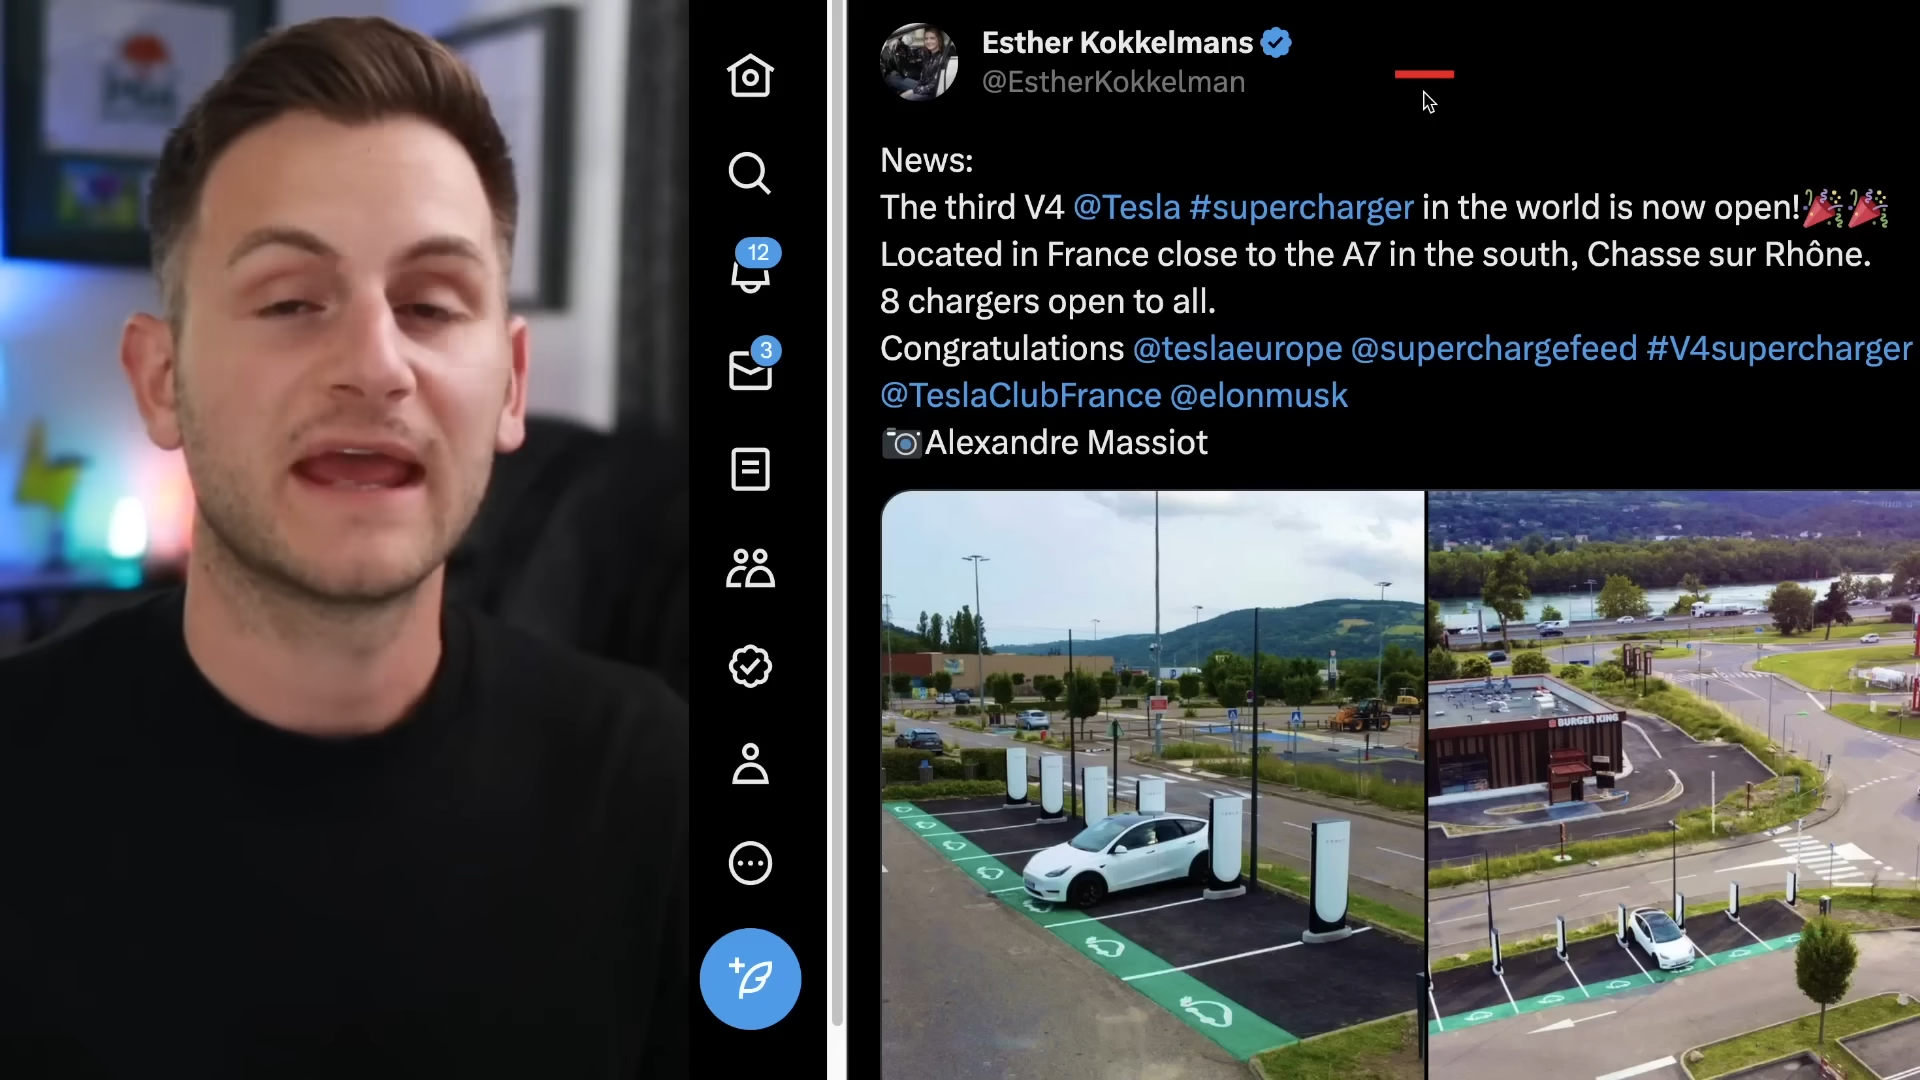 Esther Kokkelmans
@EstherKokkelman
12
3
News:
The third V4 @Tesla #supercharger in the world is now open!🎉🎉
Located in France close to the A7 in the south, Chasse sur Rhône.
8 chargers open to all.
Congratulations @teslaeurope @superchargefeed #V4supercharger
@TeslaClubFrance @elonmusk
📷Alexandre Massiot
BURGER KING